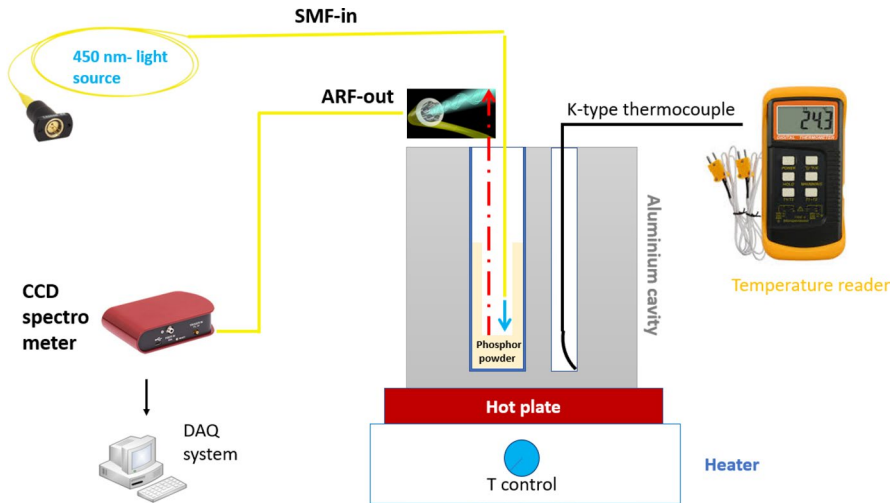 SMF-in
450 nm- light
source
ARF-out
K-type thermocouple
24.3
Aluminium cavity
Temperature reader
CCD
spectro
meter
Phosphor
powder
Hot plate
DAQ
system
T control
Heater